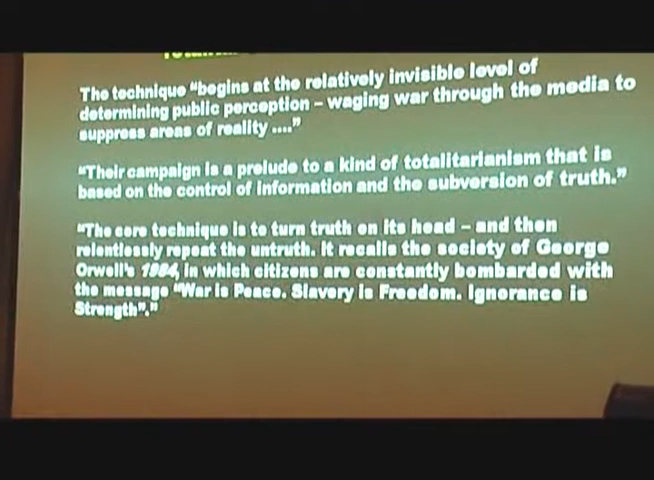 The technique "begins at the relatively invisible level of
determining public perception – waging war through the media to
suppress areas of reality ...."
"Their campaign is a prelude to a kind of totalitarianism that is
based on the control of information and the subversion of truth."
"The core technique is to turn truth on its head – and then
relentlessly repeat the untruth. It recalls the society of George
Orwell's 1984, in which citizens are constantly bombarded with
the message "War is Peace. Slavery is Freedom. Ignorance is
Strength"."